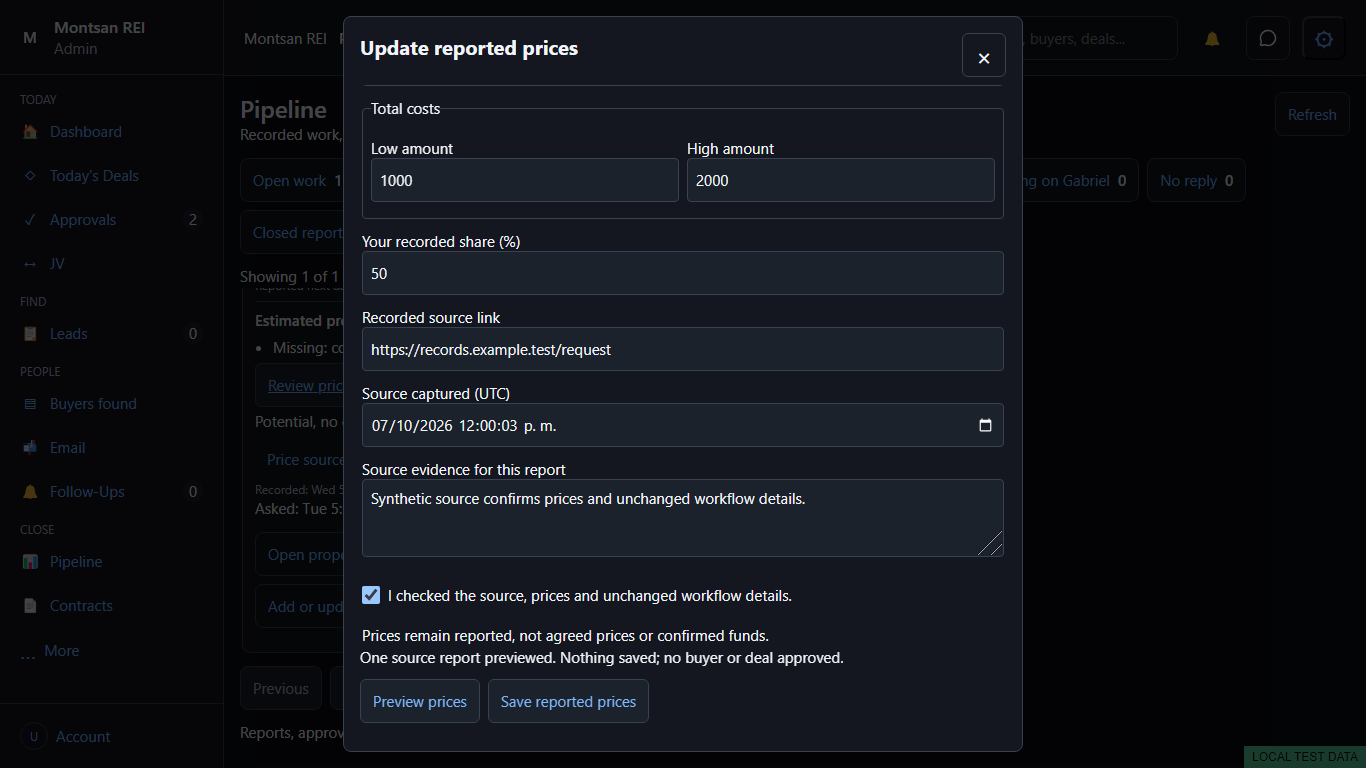 M
Montsan REI
Admin
Montsan REI
buyers, deals...
TODAY
Dashboard
Today's Deals
Approvals 2
JV
FIND
Leads 0
PEOPLE
Buyers found
Email
Follow-Ups 0
CLOSE
Pipeline
Contracts
... More
U Account
Pipeline
Recorded work,
Refresh
Open work 1
on Gabriel 0
No reply 0
Closed report
Showing 1 of 1
Estimated
Missing:
Review
Potential, no
Price source
Recorded: Wed 5
Asked: Tue 5:
Open
Add or
Previous
Reports,
Update reported prices
×
Total costs
Low amount
High amount
1000
2000
Your recorded share (%)
50
Recorded source link
https://records.example.test/request
Source captured (UTC)
07/10/2026 12:00:03 p. m.
Source evidence for this report
Synthetic source confirms prices and unchanged workflow details.
I checked the source, prices and unchanged workflow details.
Prices remain reported, not agreed prices or confirmed funds.
One source report previewed. Nothing saved; no buyer or deal approved.
Preview prices
Save reported prices
LOCAL TEST DATA